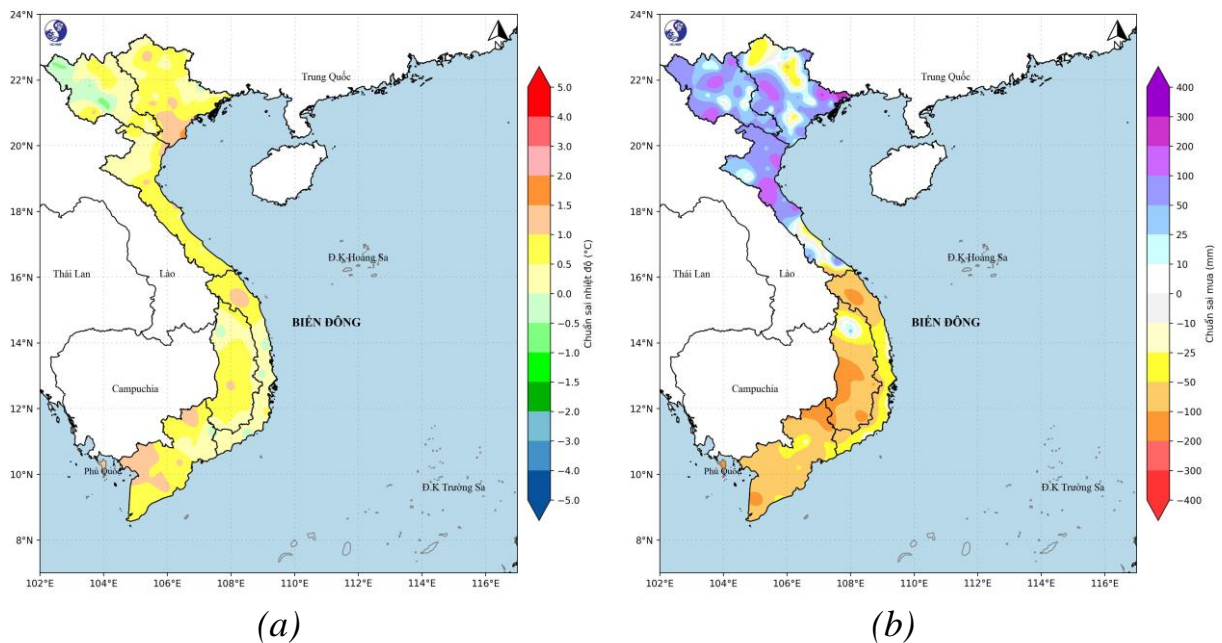 24°N
22°N
20°N
18°N
16°N
14°N
12°N
10°N
8°N
102°E
104°E
106°E
108°E
110°E
112°E
114°E
116°E
Trung Quốc
Đ.K Hoàng Sa
Thái Lan
Lào
BIỂN ĐÔNG
Campuchia
Phú Quốc
Đ.K Trường Sa
5.0
4.0
3.0
2.0
1.5
1.0
0.5
0.0
−0.5
−1.0
−1.5
−2.0
−3.0
−4.0
−5.0
Chuẩn sai nhiệt độ (°C)
(a)
24°N
22°N
20°N
18°N
16°N
14°N
12°N
10°N
8°N
102°E
104°E
106°E
108°E
110°E
112°E
114°E
116°E
Trung Quốc
Đ.K Hoàng Sa
Thái Lan
Lào
BIỂN ĐÔNG
Campuchia
Phú Quốc
Đ.K Trường Sa
400
300
200
100
50
25
10
0
−10
−25
−50
−100
−200
−300
−400
Chuẩn sai mưa (mm)
(b)